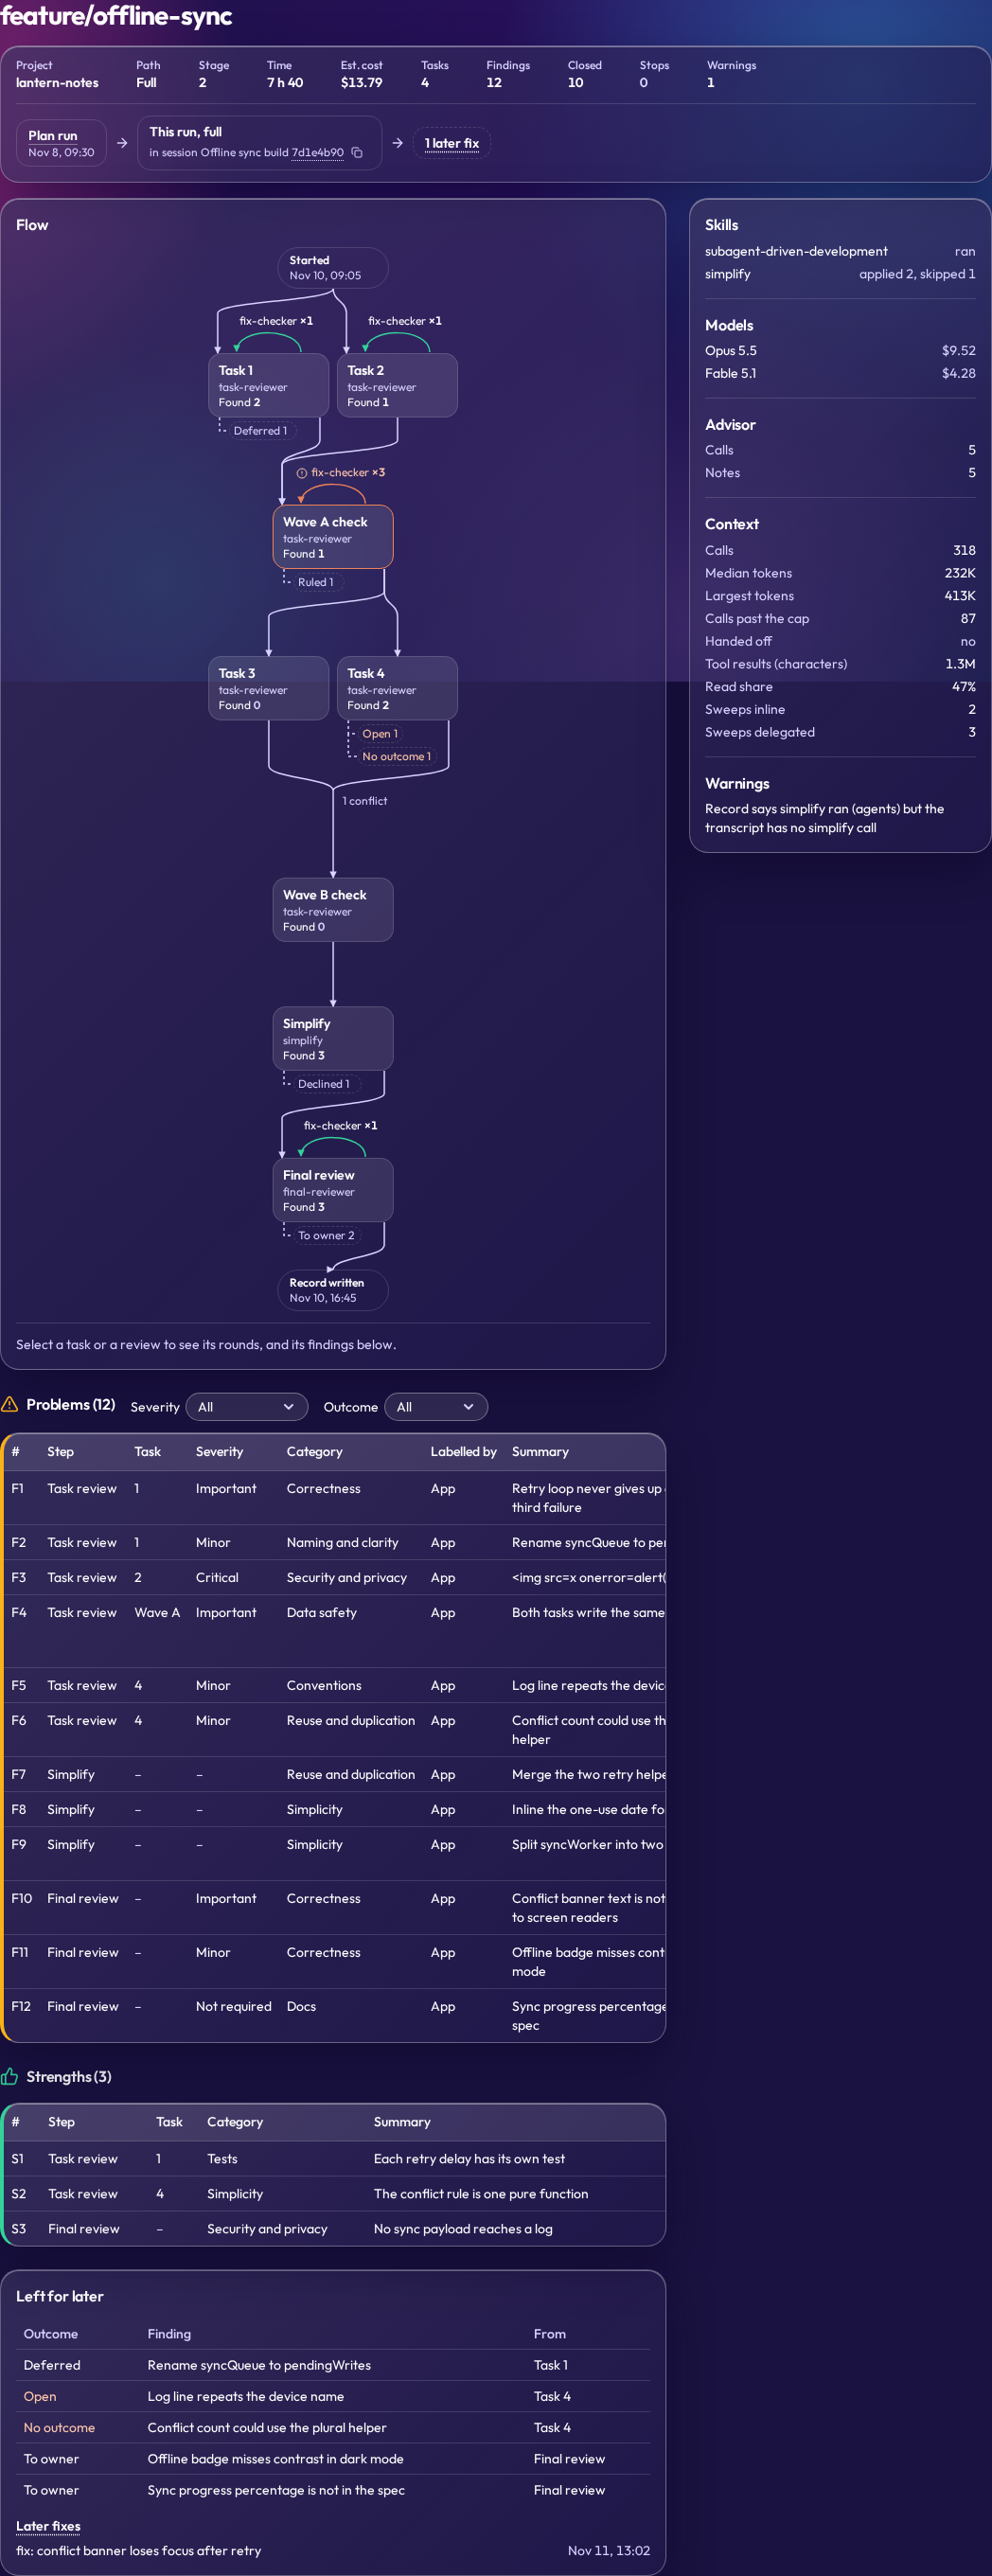 feature/offline-sync
Project Path Stage Time Est. cost Tasks Findings Closed Stops Warnings
lantern-notes Full 2 7 h 40 $13.79 4 12 10 0 1
Plan run
Nov 8, 09:30
This run, full
in session Offline sync build 7d1e4b90
1 later fix
Flow
Started
Nov 10, 09:05
fix-checker ×1 fix-checker ×1
Task 1
task-reviewer
Found 2
Deferred 1
Task 2
task-reviewer
Found 1
fix-checker ×3
Wave A check
task-reviewer
Found 1
Ruled 1
Task 3
task-reviewer
Found 0
Task 4
task-reviewer
Found 2
Open 1
No outcome 1
1 conflict
Wave B check
task-reviewer
Found 0
Simplify
simplify
Found 3
Declined 1
fix-checker ×1
Final review
final-reviewer
Found 3
To owner 2
Record written
Nov 10, 16:45
Select a task or a review to see its rounds, and its findings below.
Skills
subagent-driven-development ran
simplify applied 2, skipped 1
Models
Opus 5.5 $9.52
Fable 5.1 $4.28
Advisor
Calls 5
Notes 5
Context
Calls 318
Median tokens 232K
Largest tokens 413K
Calls past the cap 87
Handed off no
Tool results (characters) 1.3M
Read share 47%
Sweeps inline 2
Sweeps delegated 3
Warnings
Record says simplify ran (agents) but the
transcript has no simplify call
Problems (12) Severity All Outcome All
# Step Task Severity Category Labelled by Summary
F1 Task review 1 Important Correctness App Retry loop never gives up
third failure
F2 Task review 1 Minor Naming and clarity App Rename syncQueue to
F3 Task review 2 Critical Security and privacy App <img src=x onerror=alert(
F4 Task review Wave A Important Data safety App Both tasks write the same
F5 Task review 4 Minor Conventions App Log line repeats the
F6 Task review 4 Minor Reuse and duplication App Conflict count could use
helper
F7 Simplify – – Reuse and duplication App Merge the two retry
F8 Simplify – – Simplicity App Inline the one-use date
F9 Simplify – – Simplicity App Split syncWorker into two
F10 Final review – Important Correctness App Conflict banner text is not
to screen readers
F11 Final review – Minor Correctness App Offline badge misses
mode
F12 Final review – Not required Docs App Sync progress percentage
spec
Strengths (3)
# Step Task Category Summary
S1 Task review 1 Tests Each retry delay has its own test
S2 Task review 4 Simplicity The conflict rule is one pure function
S3 Final review – Security and privacy No sync payload reaches a log
Left for later
Outcome Finding From
Deferred Rename syncQueue to pendingWrites Task 1
Open Log line repeats the device name Task 4
No outcome Conflict count could use the plural helper Task 4
To owner Offline badge misses contrast in dark mode Final review
To owner Sync progress percentage is not in the spec Final review
Later fixes
fix: conflict banner loses focus after retry Nov 11, 13:02